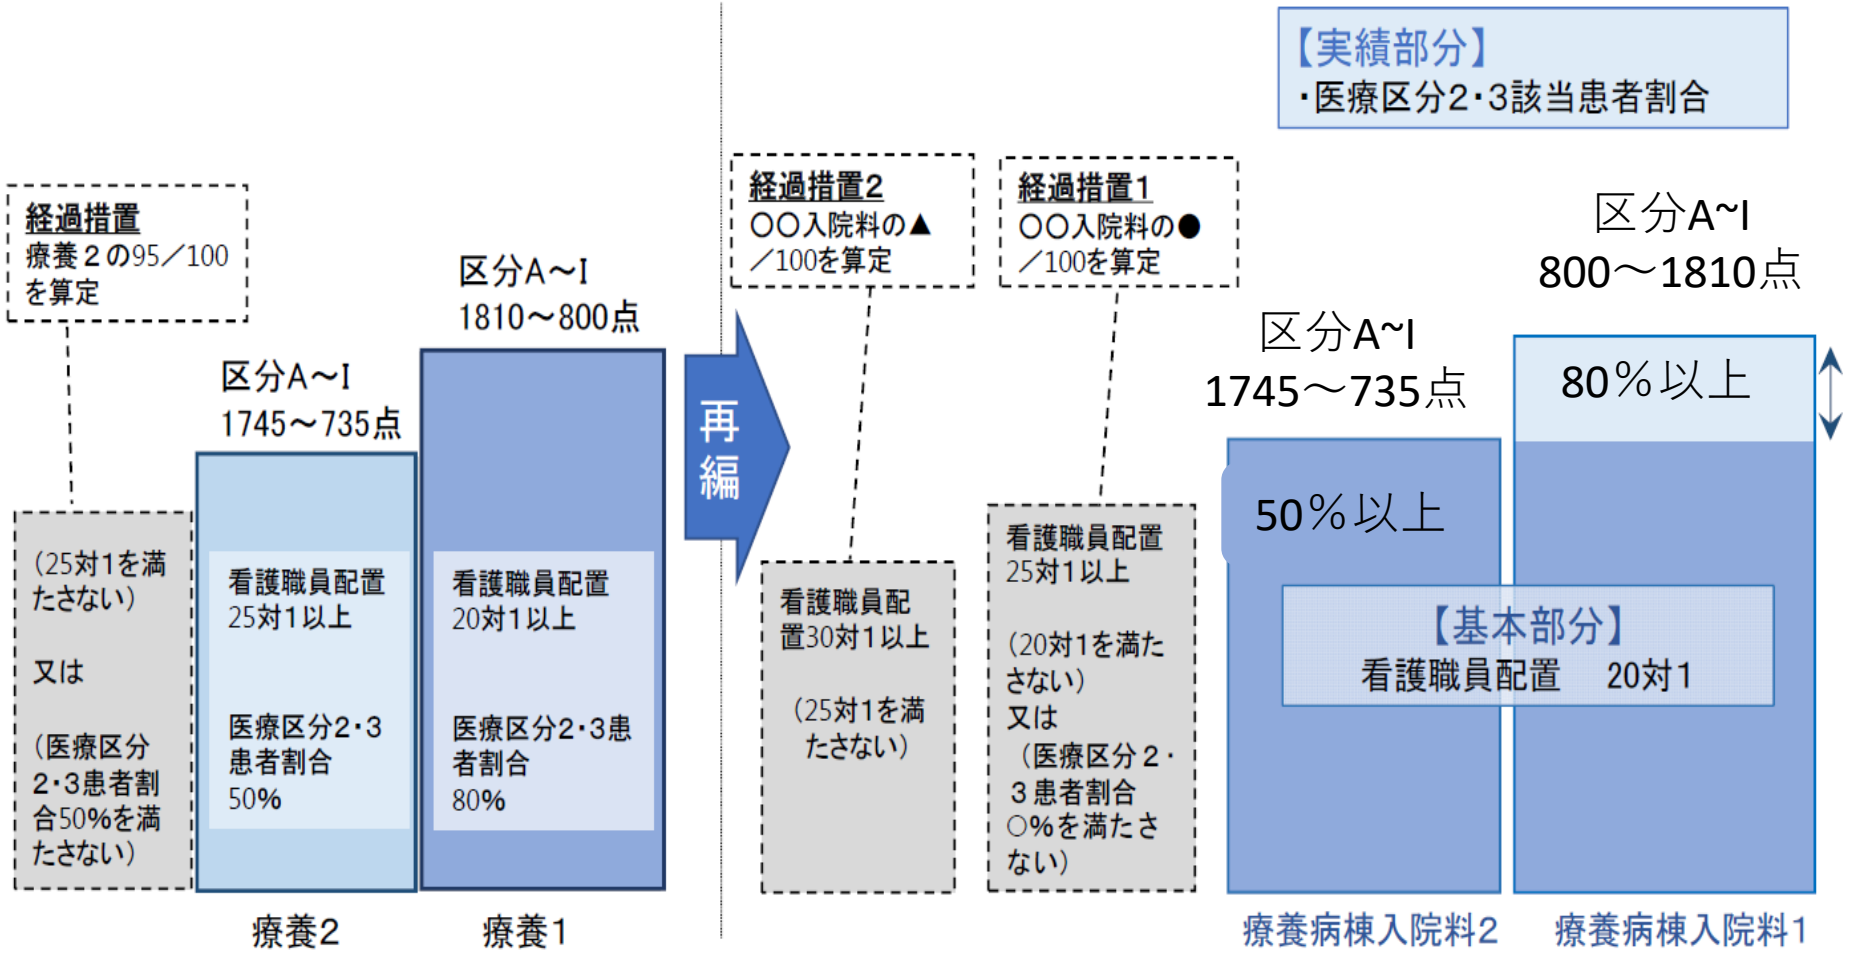 経過措置
療養２の95／100
を算定
区分A～I
1745～735点
区分A～I
1810～800点
（25対1を満
たさない）
又は
（医療区分
2・3患者割
合50%を満
たさない）
看護職員配置
25対1以上
医療区分2・3
患者割合
50%
看護職員配置
20対1以上
医療区分2・3患
者割合
80%
療養2
療養1
再
編
【実績部分】
・医療区分2・3該当患者割合
経過措置2
〇〇入院料の▲
／100を算定
経過措置1
〇〇入院料の●
／100を算定
区分A~I
1745～735点
区分A~I
800～1810点
看護職員配
置30対1以上
（25対1を満
たさない）
看護職員配置
25対1以上
（20対1を満た
さない）
又は
（医療区分２・
３患者割合
○%を満たさ
ない）
50％以上
80％以上
【基本部分】
看護職員配置　20対1
療養病棟入院料2
療養病棟入院料1